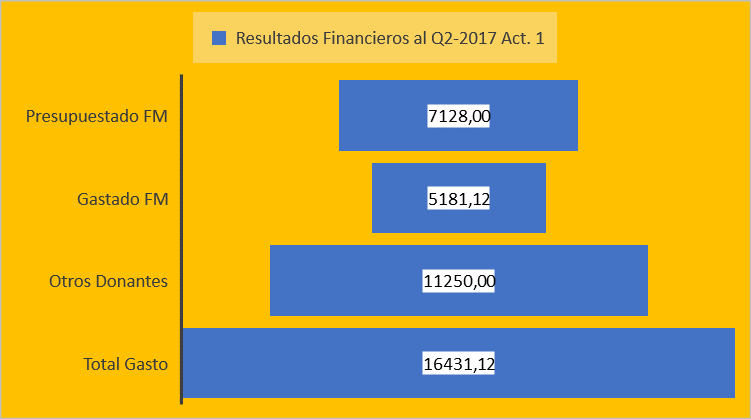 Resultados Financieros al Q2-2017 Act. 1
Presupuestado FM 7128,00
Gastado FM 5181,12
Otros Donantes 11250,00
Total Gasto 16431,12